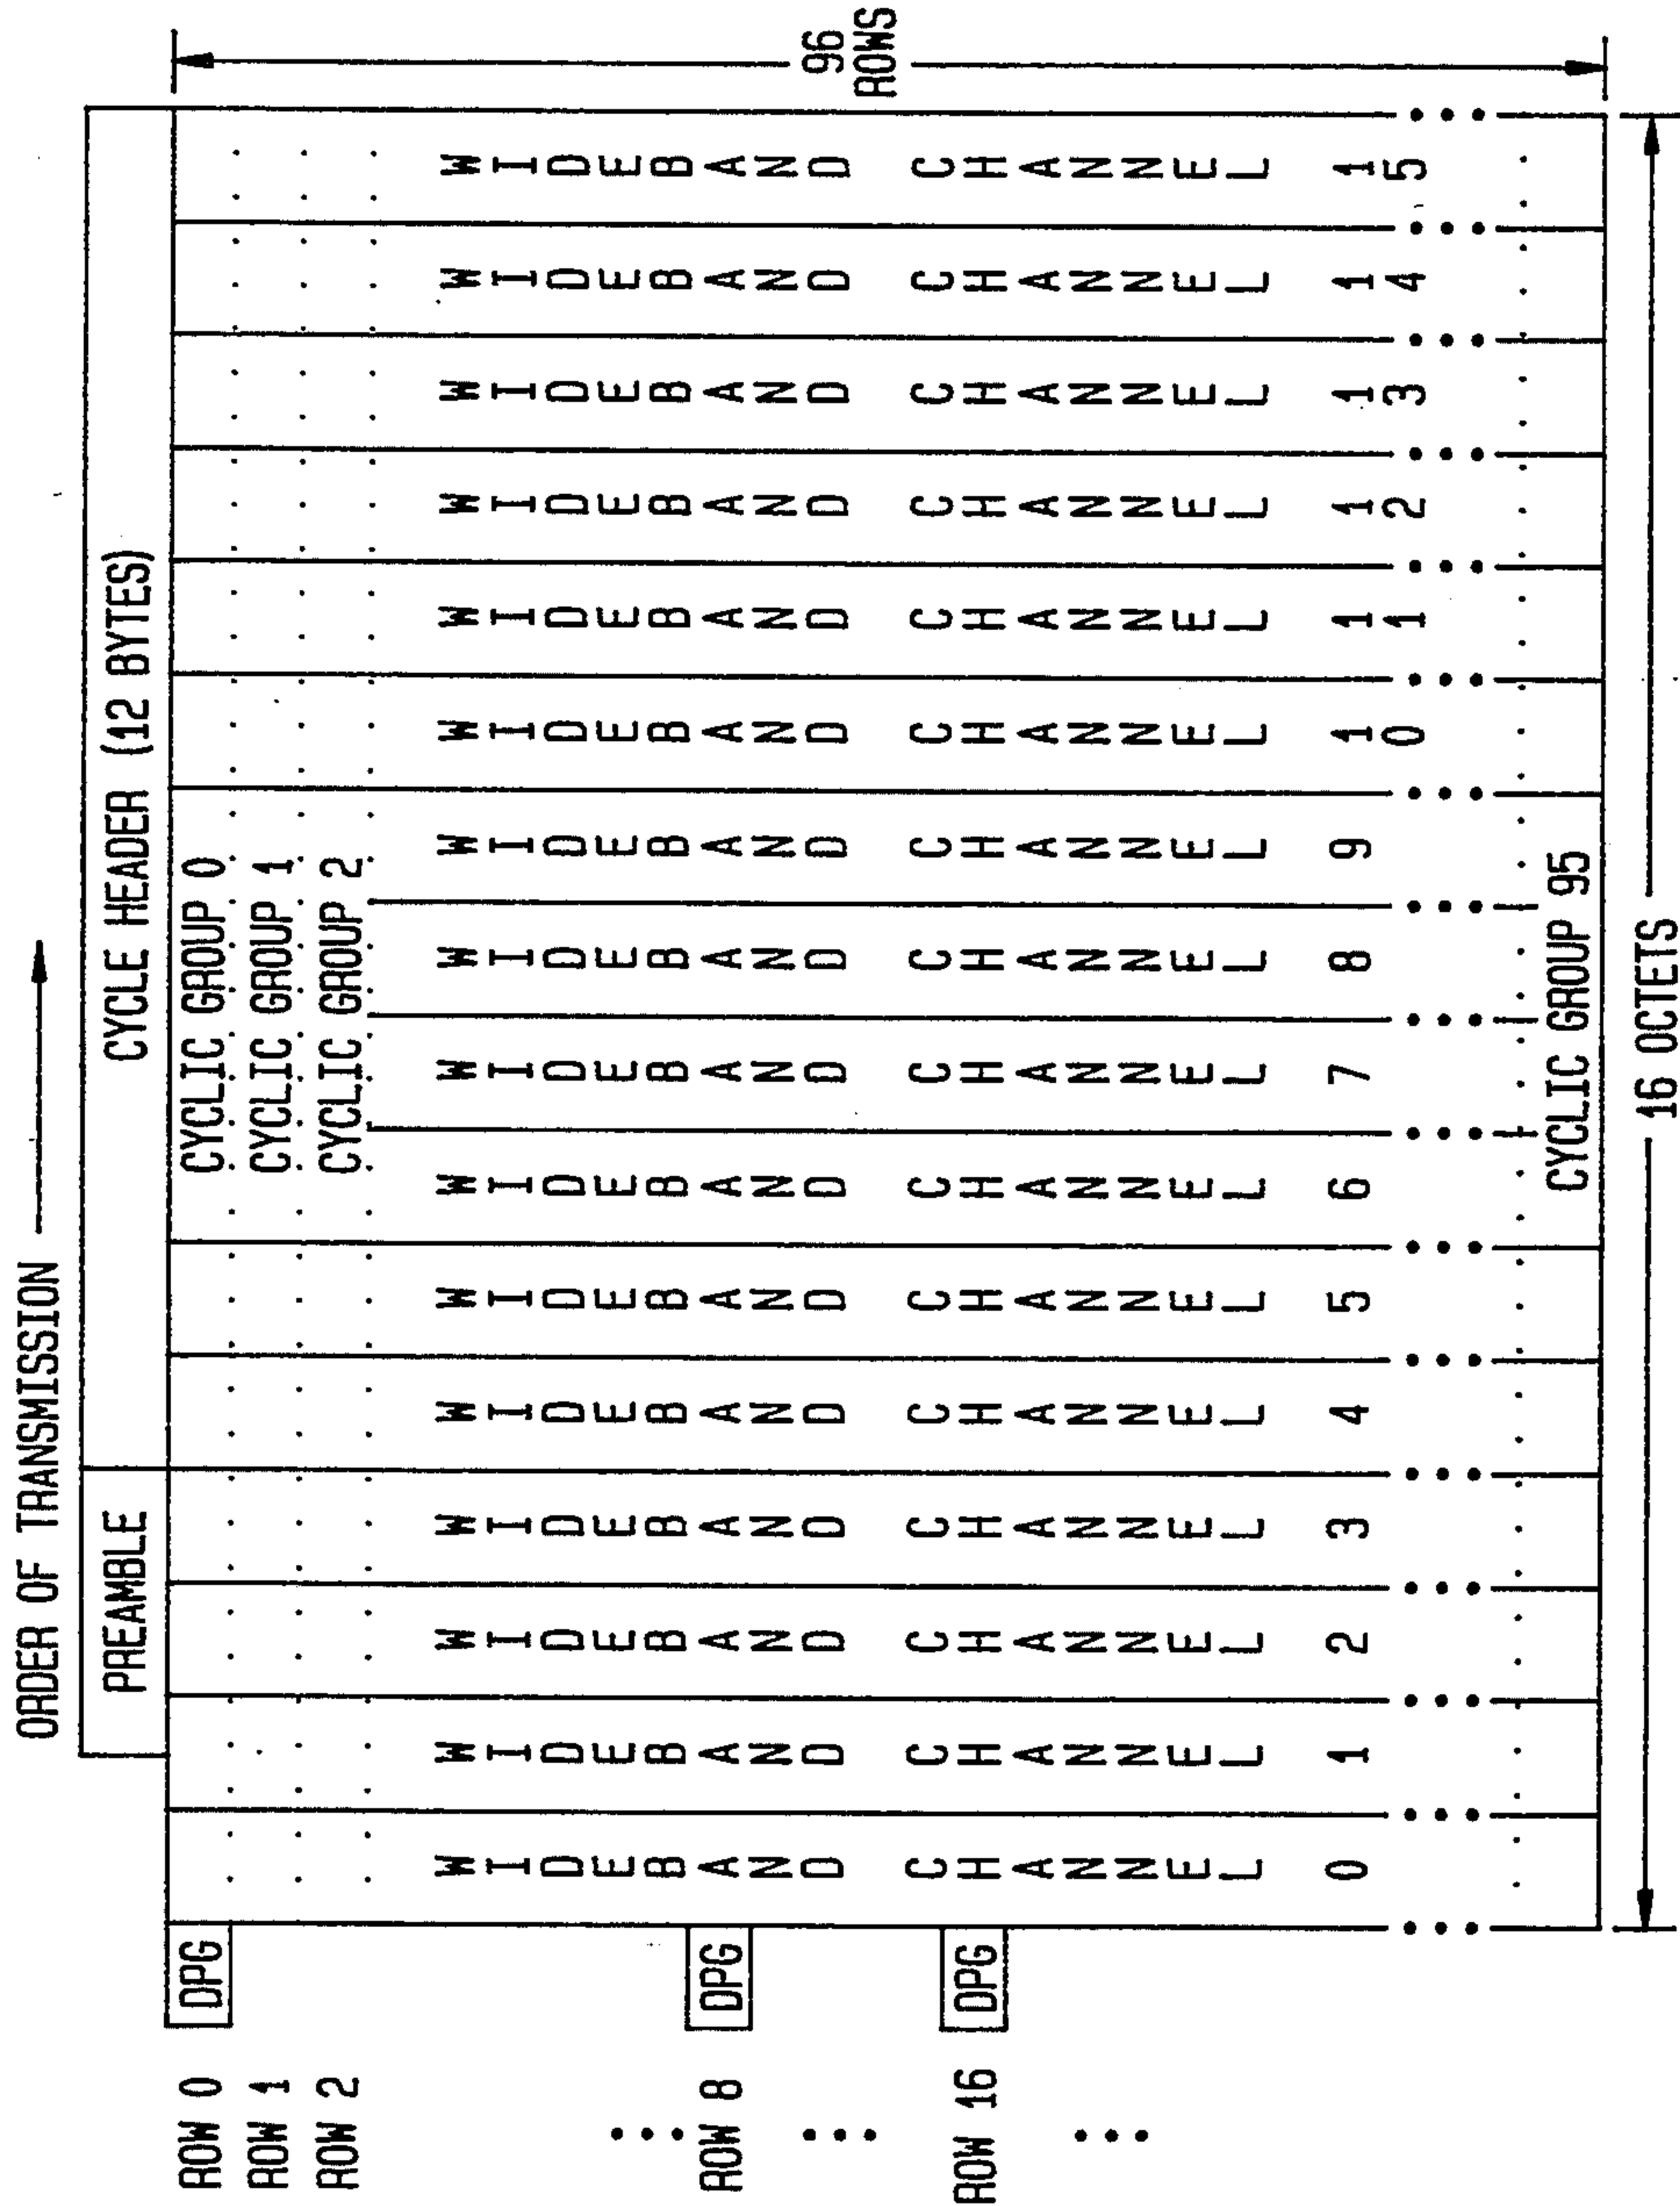 ORDER OF TRANSMISSION
PREAMBLE
CYCLE HEADER (12 BYTES)
ROW 0
DPG
CYCLIC GROUP 0
ROW 1
CYCLIC GROUP 1
ROW 2
CYCLIC GROUP 2
ROW 8
DPG
ROW 16
DPG
WIDEBAND CHANNEL 0
WIDEBAND CHANNEL 1
WIDEBAND CHANNEL 2
WIDEBAND CHANNEL 3
WIDEBAND CHANNEL 4
WIDEBAND CHANNEL 5
WIDEBAND CHANNEL 6
WIDEBAND CHANNEL 7
WIDEBAND CHANNEL 8
WIDEBAND CHANNEL 9
WIDEBAND CHANNEL 10
WIDEBAND CHANNEL 11
WIDEBAND CHANNEL 12
WIDEBAND CHANNEL 13
WIDEBAND CHANNEL 14
WIDEBAND CHANNEL 15
96
ROWS
CYCLIC GROUP 95
16 OCTETS